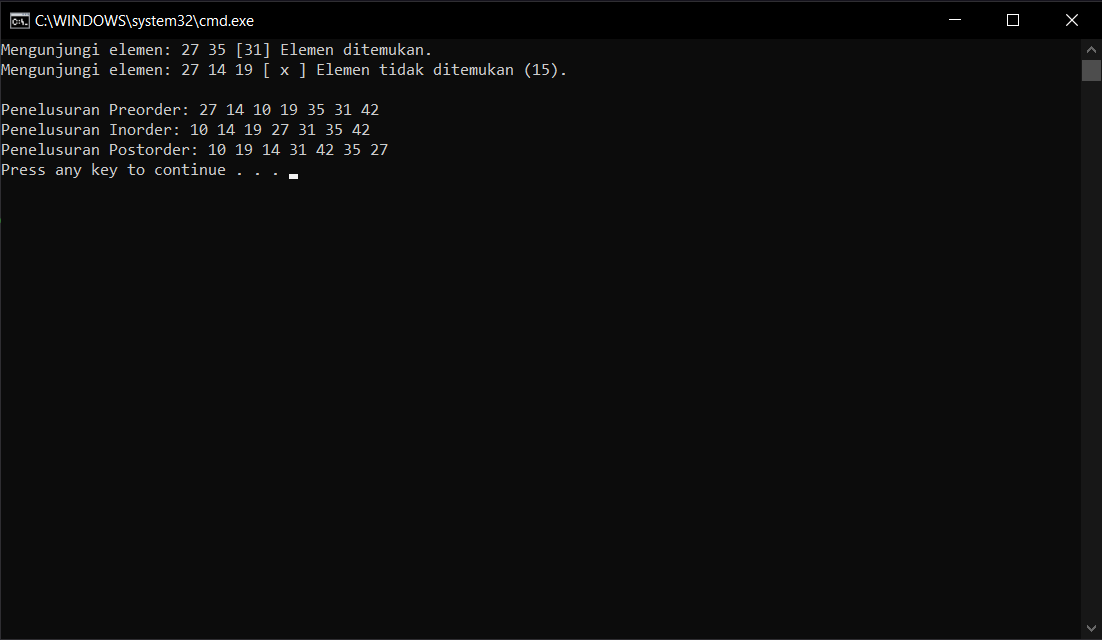 C:\WINDOWS\system32\cmd.exe
Mengunjungi elemen: 27 35 [31] Elemen ditemukan.
Mengunjungi elemen: 27 14 19 [ x ] Elemen tidak ditemukan (15).
Penelusuran Preorder: 27 14 10 19 35 31 42
Penelusuran Inorder: 10 14 19 27 31 35 42
Penelusuran Postorder: 10 19 14 31 42 35 27
Press any key to continue . . .